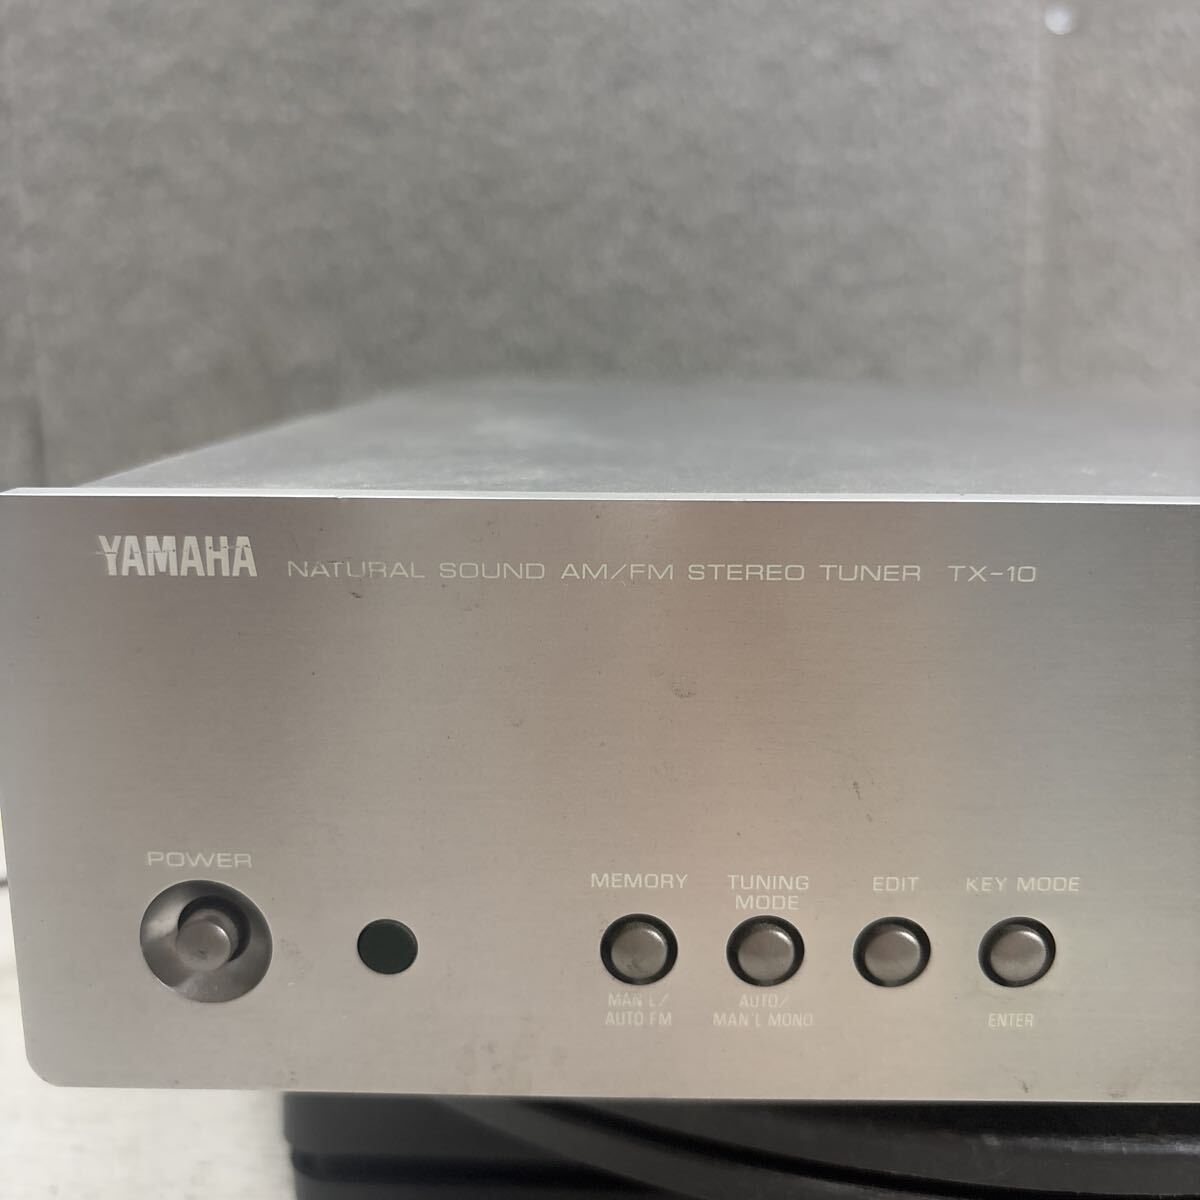 YAMAHA NATURAL SOUND AM/FM STEREO TUNER TX-10
POWER
MEMORY
TUNING
MODE
EDIT
KEY MODE
MAN'L/
AUTO FM
AUTO/
MAN'L MONO
ENTER